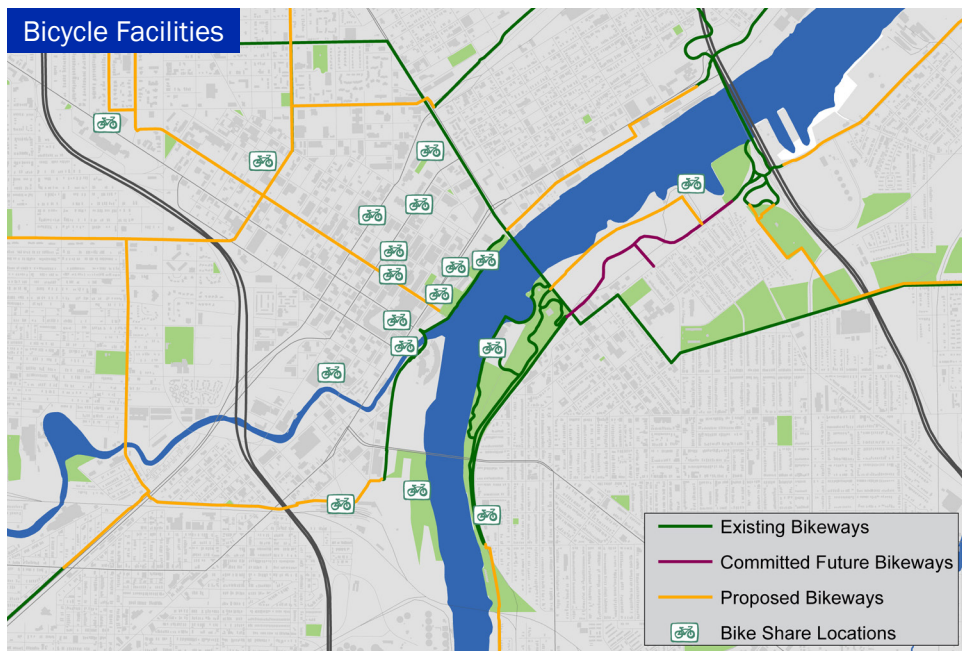 Bicycle Facilities
Existing Bikeways
Committed Future Bikeways
Proposed Bikeways
Bike Share Locations